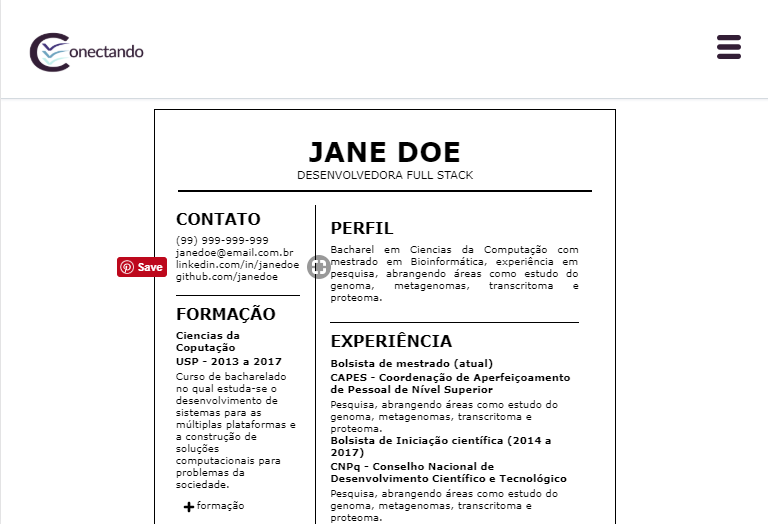 Conectando
JANE DOE
DESENVOLVEDORA FULL STACK
CONTATO
(99) 999-999-999
janedoe@email.com.br
linkedin.com/in/janedoe
github.com/janedoe
Save
FORMAÇÃO
Ciencias da
Coputação
USP - 2013 a 2017
Curso de bacharelado
no qual estuda-se o
desenvolvimento de
sistemas para as
múltiplas plataformas e
a construção de
soluções
computacionais para
problemas da
sociedade.
+ formação
PERFIL
Bacharel em Ciencias da Computação com
mestrado em Bioinformática, experiência em
pesquisa, abrangendo áreas como estudo do
genoma, metagenomas, transcritoma e
proteoma.
EXPERIÊNCIA
Bolsista de mestrado (atual)
CAPES - Coordenação de Aperfeiçoamento
de Pessoal de Nível Superior
Pesquisa, abrangendo áreas como estudo do
genoma, metagenomas, transcritoma e
proteoma.
Bolsista de Iniciação científica (2014 a
2017)
CNPq - Conselho Nacional de
Desenvolvimento Científico e Tecnológico
Pesquisa, abrangendo áreas como estudo do
genoma, metagenomas, transcritoma e
proteoma.